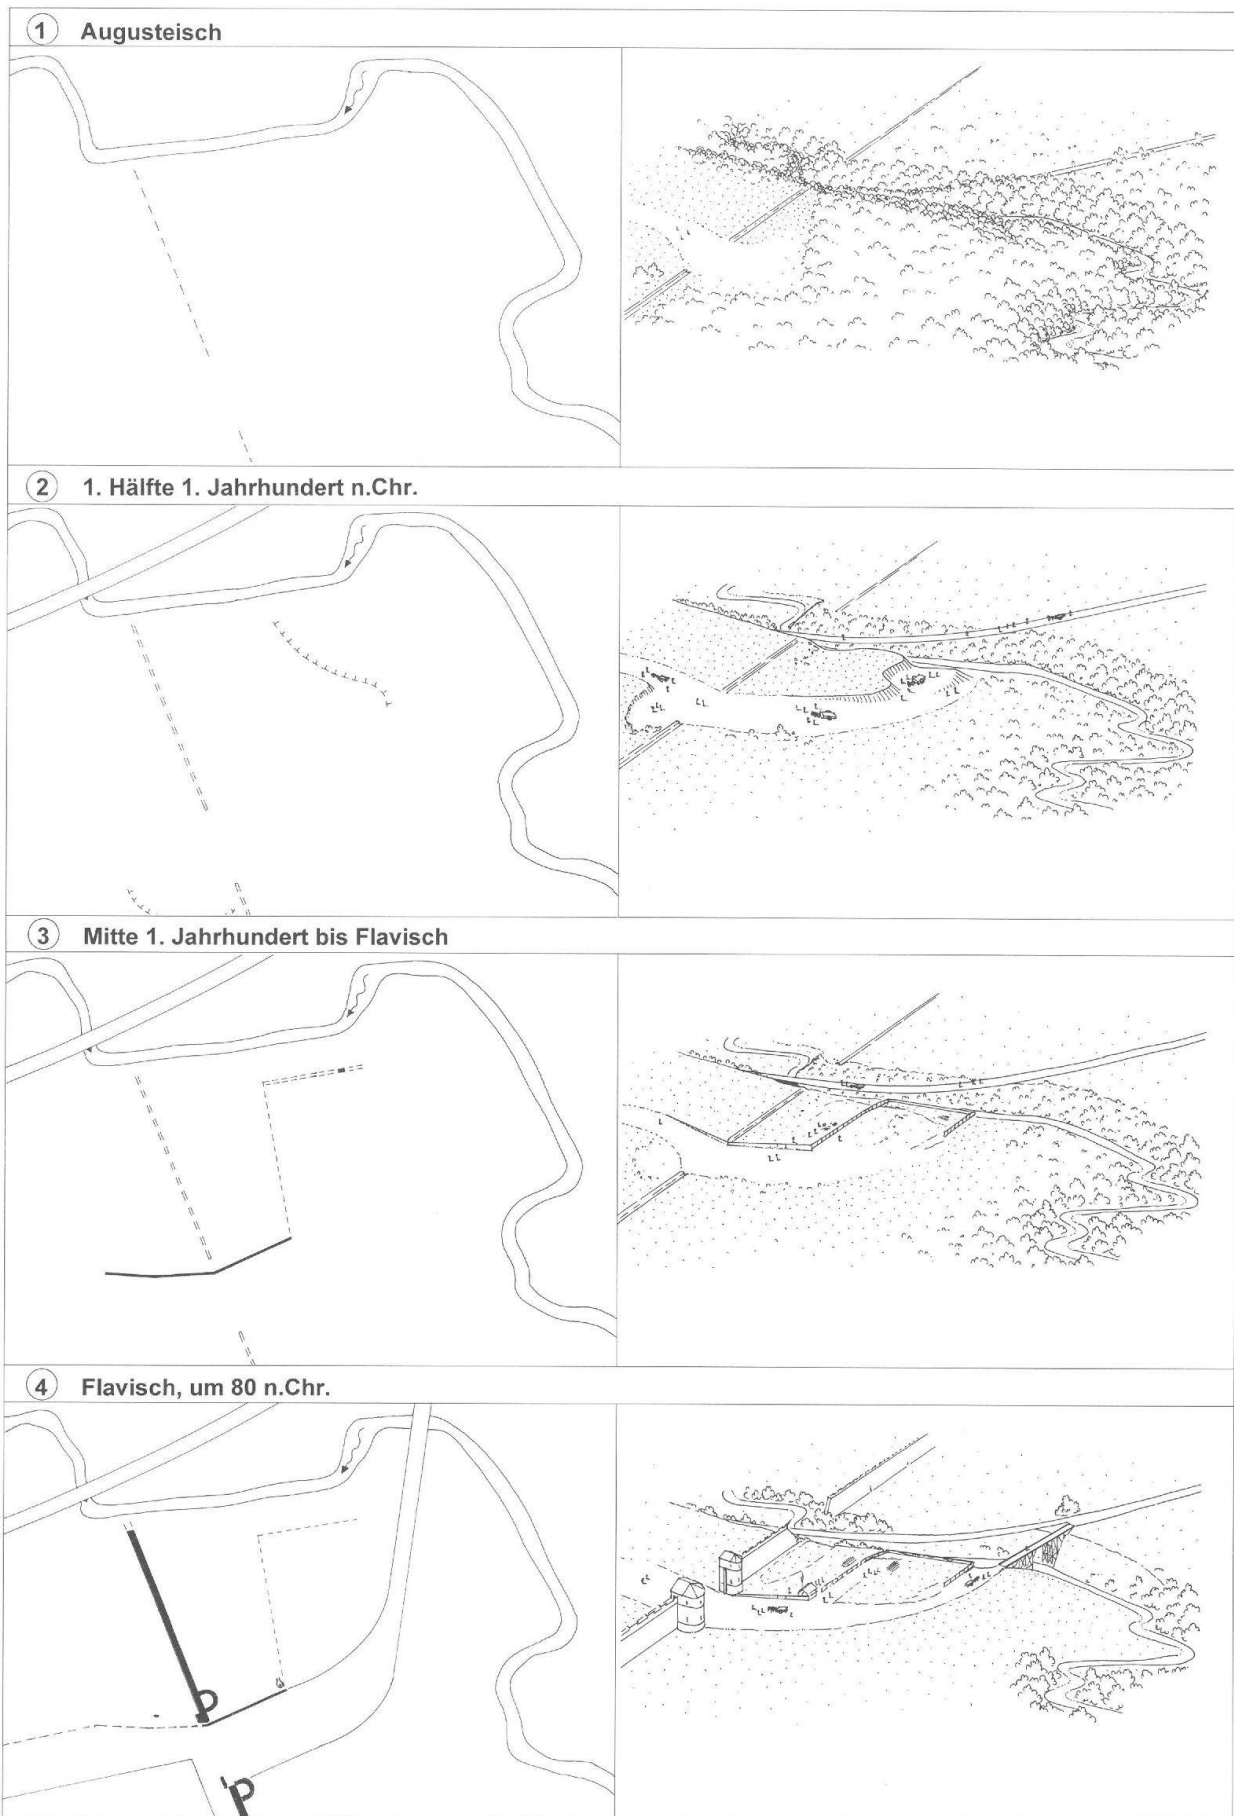 1 Augusteisch
2 1. Hälfte 1. Jahrhundert n.Chr.
3 Mitte 1. Jahrhundert bis Flavisch
4 Flavisch, um 80 n.Chr.